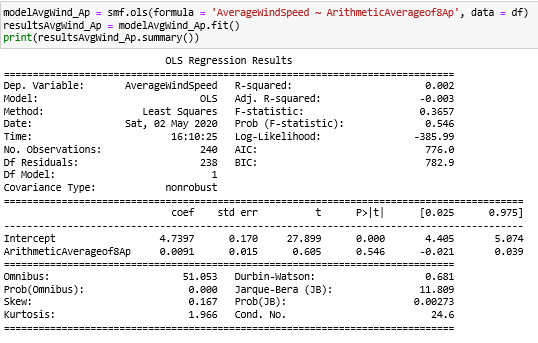 modelAvgWind_Ap = smf.ols(formula = 'AverageWindSpeed ~ ArithmeticAverageof8Ap', data = df)
resultsAvgWind_Ap = modelAvgWind_Ap.fit()
print(resultsAvgWind_Ap.summary())
OLS Regression Results
==============================================================================
Dep. Variable: AverageWindSpeed R-squared: 0.002
Model: OLS Adj. R-squared: -0.003
Method: Least Squares F-statistic: 0.3657
Date: Sat, 02 May 2020 Prob (F-statistic): 0.546
Time: 16:10:25 Log-Likelihood: -385.99
No. Observations: 240 AIC: 776.0
Df Residuals: 238 BIC: 782.9
Df Model: 1
Covariance Type: nonrobust
==========================================================================================
coef std err t P>|t| [0.025 0.975]
------------------------------------------------------------------------------------------
Intercept 4.7397 0.170 27.899 0.000 4.405 5.074
ArithmeticAverageof8Ap 0.0091 0.015 0.605 0.546 -0.021 0.039
==============================================================================
Omnibus: 51.053 Durbin-Watson: 0.681
Prob(Omnibus): 0.000 Jarque-Bera (JB): 11.809
Skew: 0.167 Prob(JB): 0.00273
Kurtosis: 1.966 Cond. No. 24.6
==============================================================================